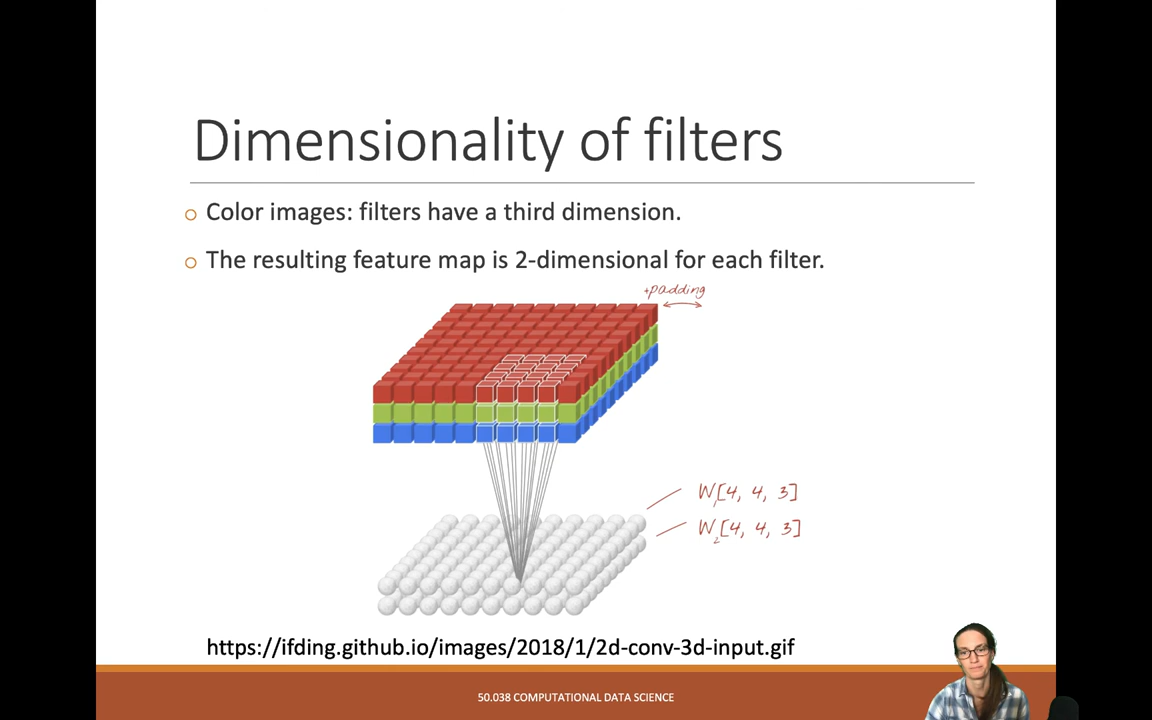 Dimensionality of filters
Color images: filters have a third dimension.
The resulting feature map is 2-dimensional for each filter.
+padding
W₁[4, 4, 3]
W₂[4, 4, 3]
https://ifding.github.io/images/2018/1/2d-conv-3d-input.gif
50.038 COMPUTATIONAL DATA SCIENCE